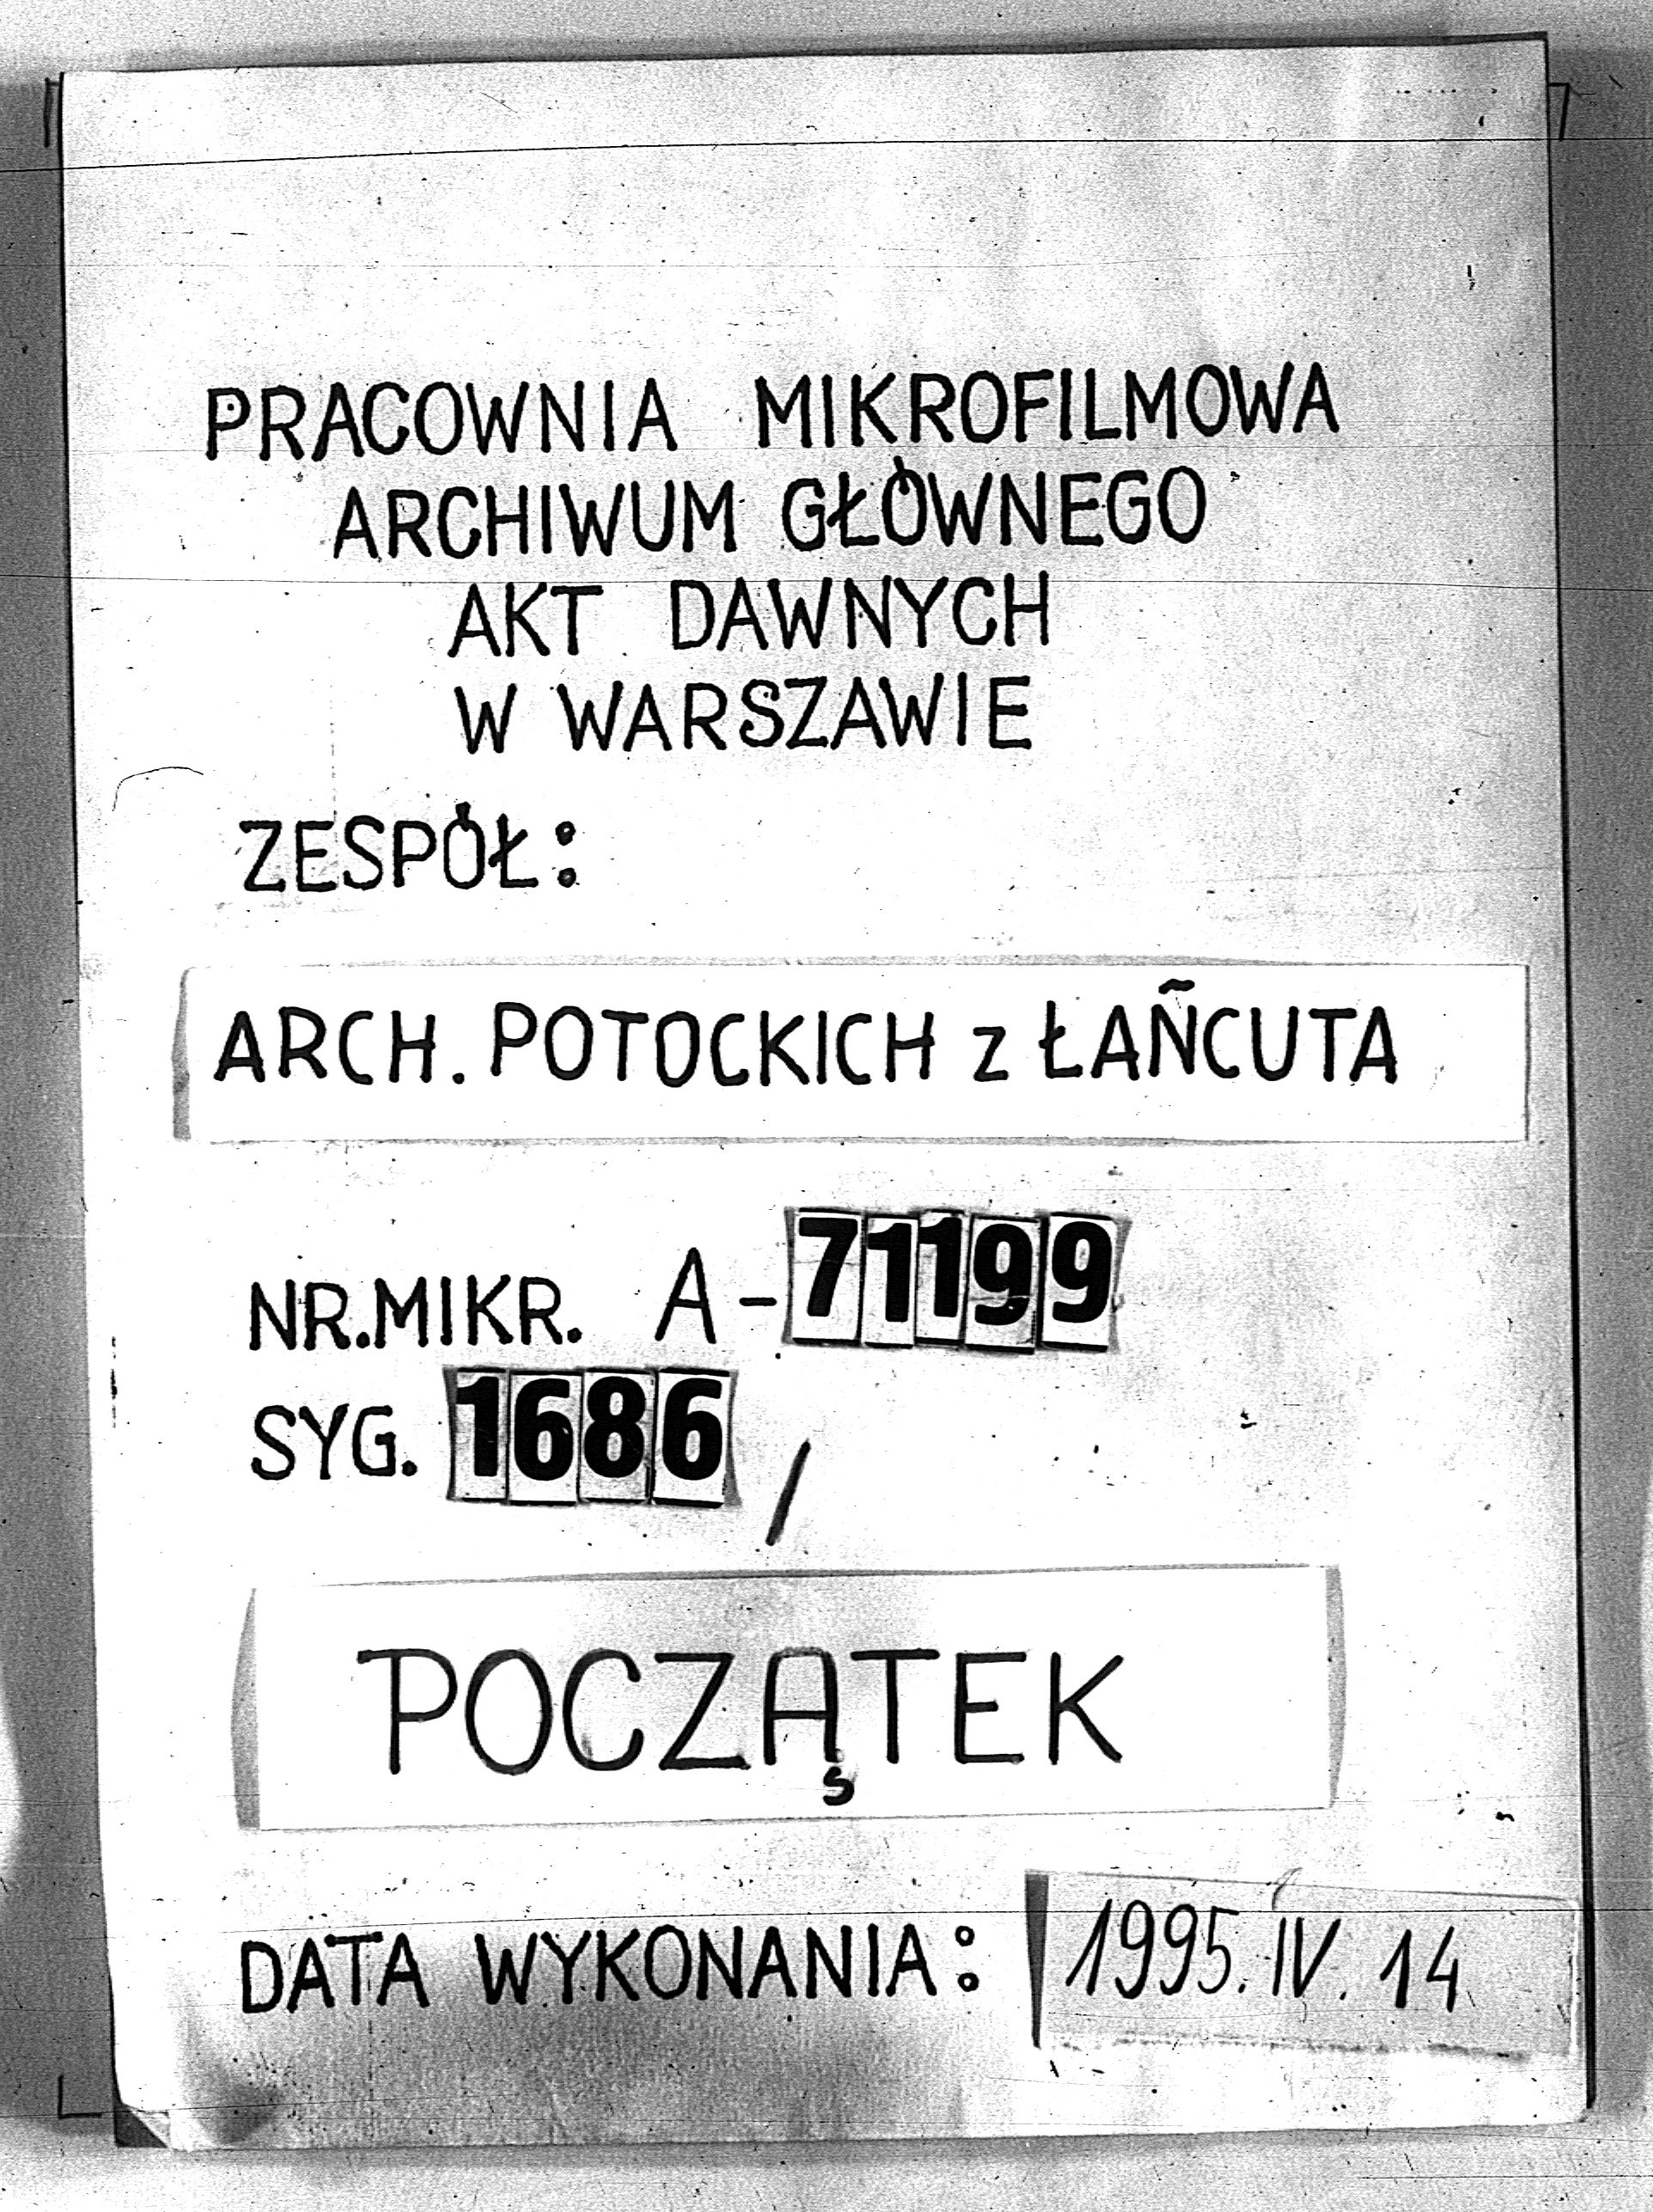 PRACOWNIA MIKROFILMOWA
ARCHIWUM GŁÓWNEGO
AKT DAWNYCH
W WARSZAWIE
ZESPÓŁ:
ARCH. POTOCKICH z ŁAŃCUTA
NR.MIKR. A-71199
SYG. 1686 /
POCZĄTEK
DATA WYKONANIA: 1995.IV.14